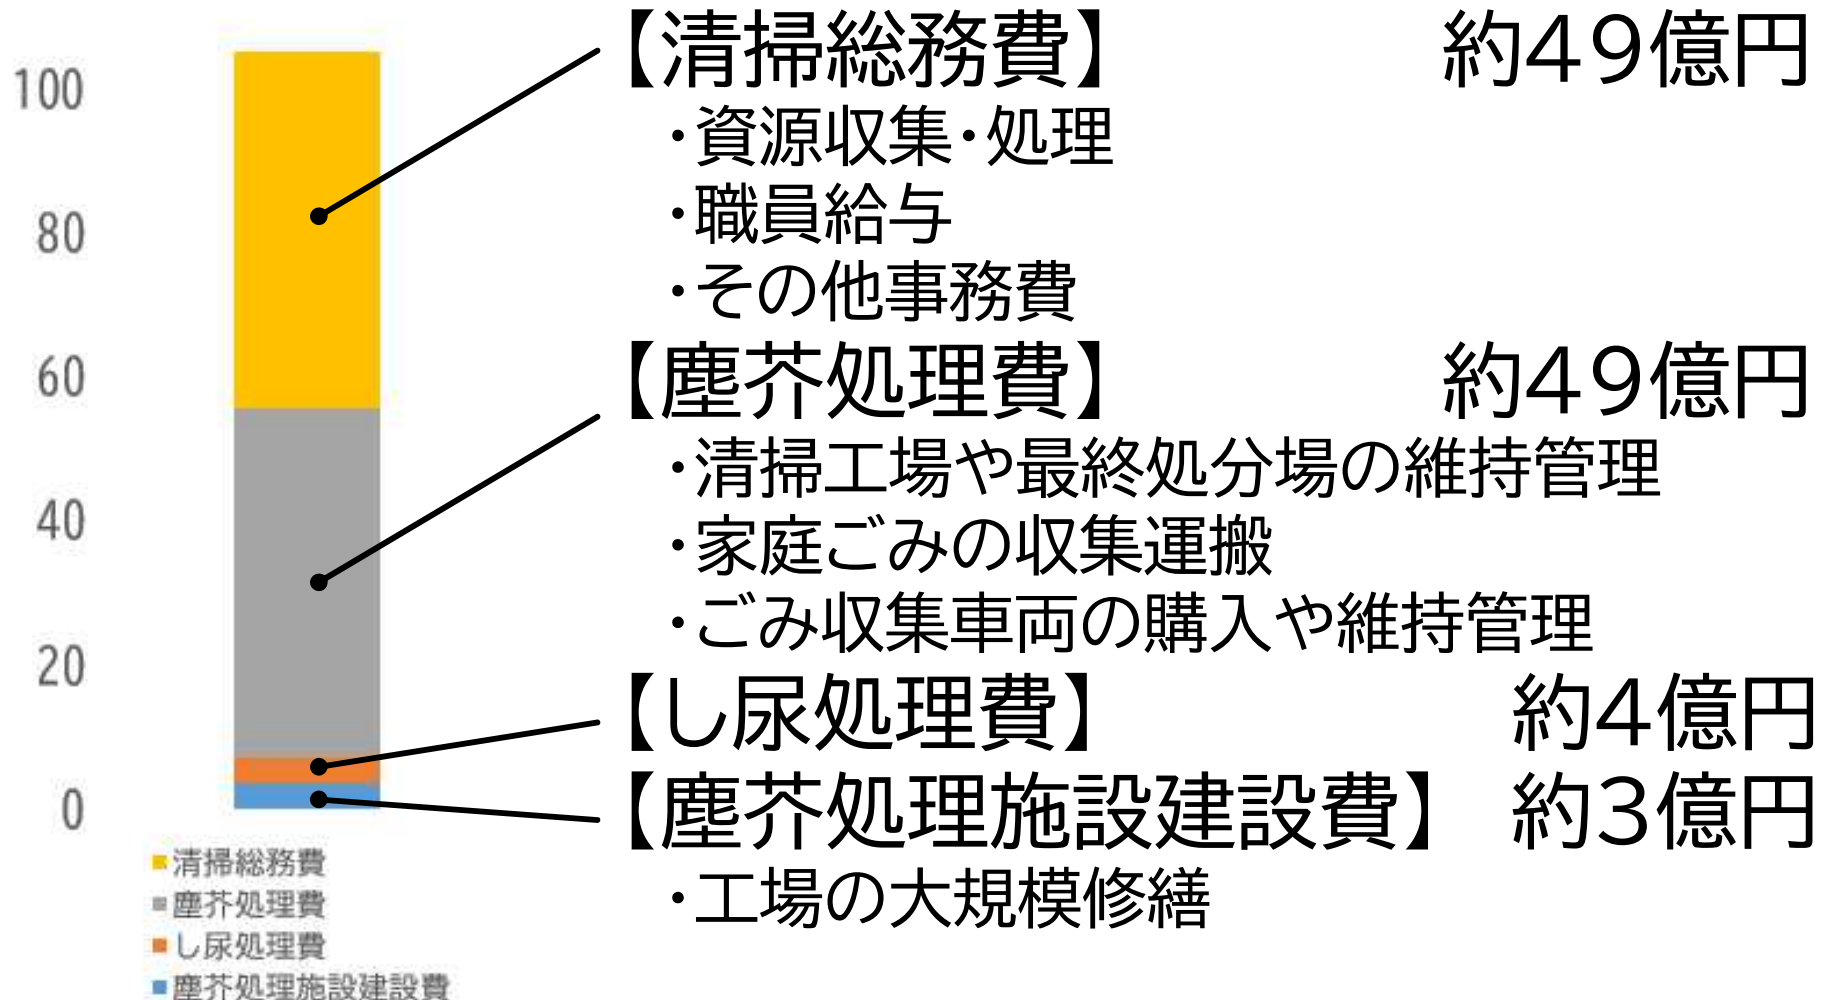 100
80
60
40
20
0
清掃総務費
塵芥処理費
し尿処理費
塵芥処理施設建設費
【清掃総務費】 約49億円
・資源収集・処理
・職員給与
・その他事務費
【塵芥処理費】 約49億円
・清掃工場や最終処分場の維持管理
・家庭ごみの収集運搬
・ごみ収集車両の購入や維持管理
【し尿処理費】 約4億円
【塵芥処理施設建設費】 約3億円
・工場の大規模修繕